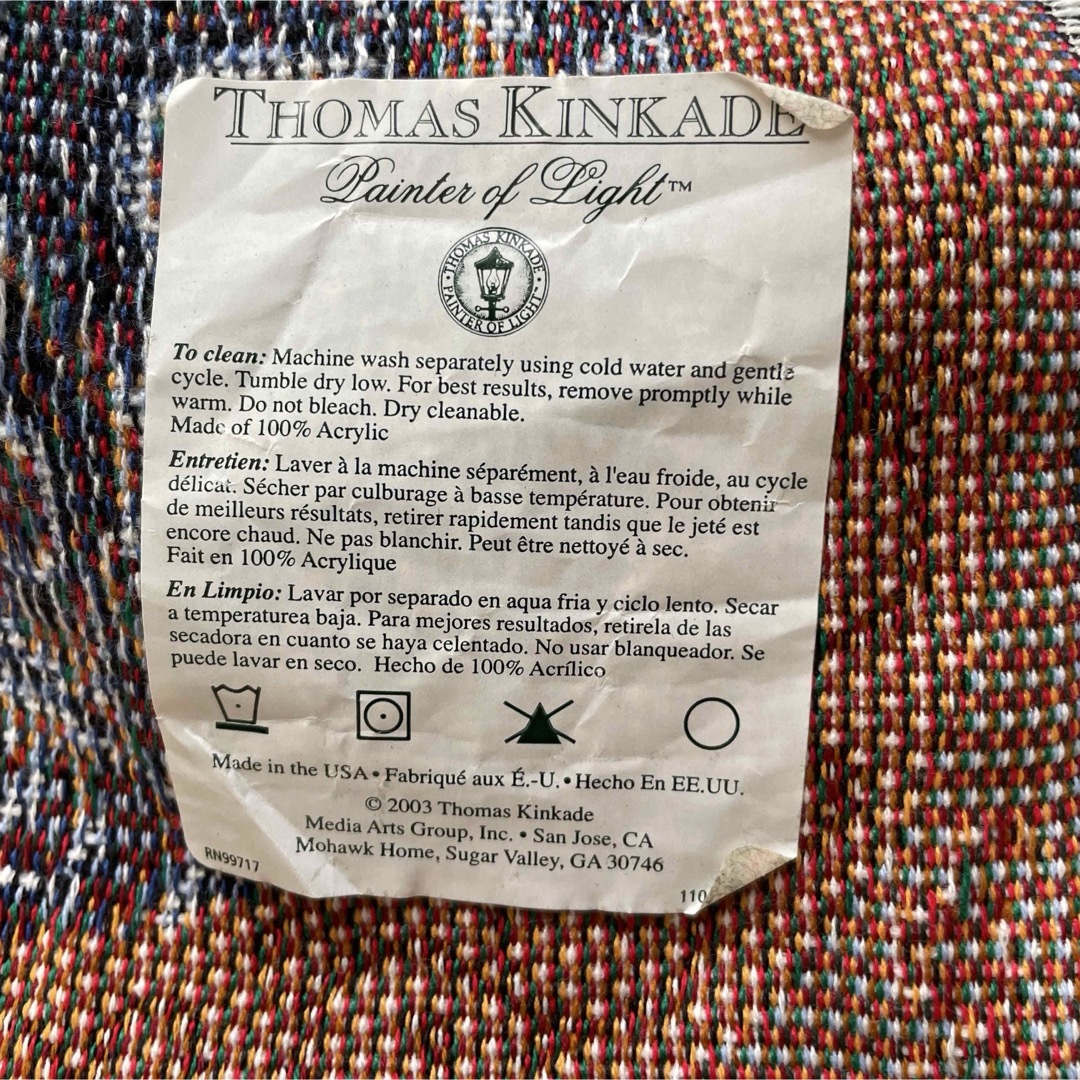 THOMAS KINKADE
Painter of Light™
THOMAS KINKADE
PAINTER OF LIGHT™
To clean: Machine wash separately using cold water and gentle
cycle. Tumble dry low. For best results, remove promptly while
warm. Do not bleach. Dry cleanable.
Made of 100% Acrylic
Entretien: Laver à la machine séparément, à l'eau froide, au cycle
délicat. Sécher par culburage à basse température. Pour obtenir
de meilleurs résultats, retirer rapidement tandis que le jeté est
encore chaud. Ne pas blanchir. Peut être nettoyé à sec.
Fait en 100% Acrylique
En Limpio: Lavar por separado en aqua fria y ciclo lento. Secar
a temperaturea baja. Para mejores resultados, retirela de las
secadora en cuanto se haya celentado. No usar blanqueador. Se
puede lavar en seco. Hecho de 100% Acrílico
Made in the USA • Fabriqué aux É.-U. • Hecho En EE.UU.
© 2003 Thomas Kinkade
Media Arts Group, Inc. • San Jose, CA
Mohawk Home, Sugar Valley, GA 30746
RN99717
110